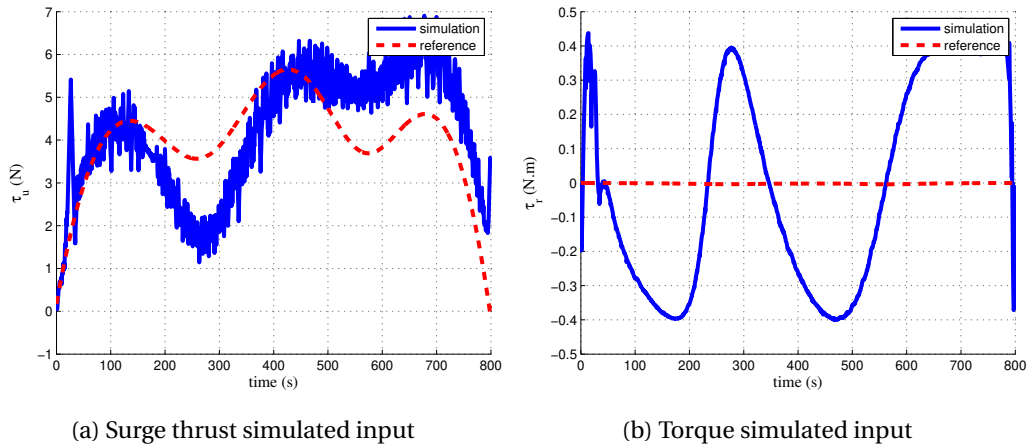 7
6
5
4
3
2
1
0
−1
τu (N)
0 100 200 300 400 500 600 700 800
time (s)
simulation
reference
(a) Surge thrust simulated input
0.5
0.4
0.3
0.2
0.1
0
−0.1
−0.2
−0.3
−0.4
−0.5
τr (N.m)
0 100 200 300 400 500 600 700 800
time (s)
simulation
reference
(b) Torque simulated input